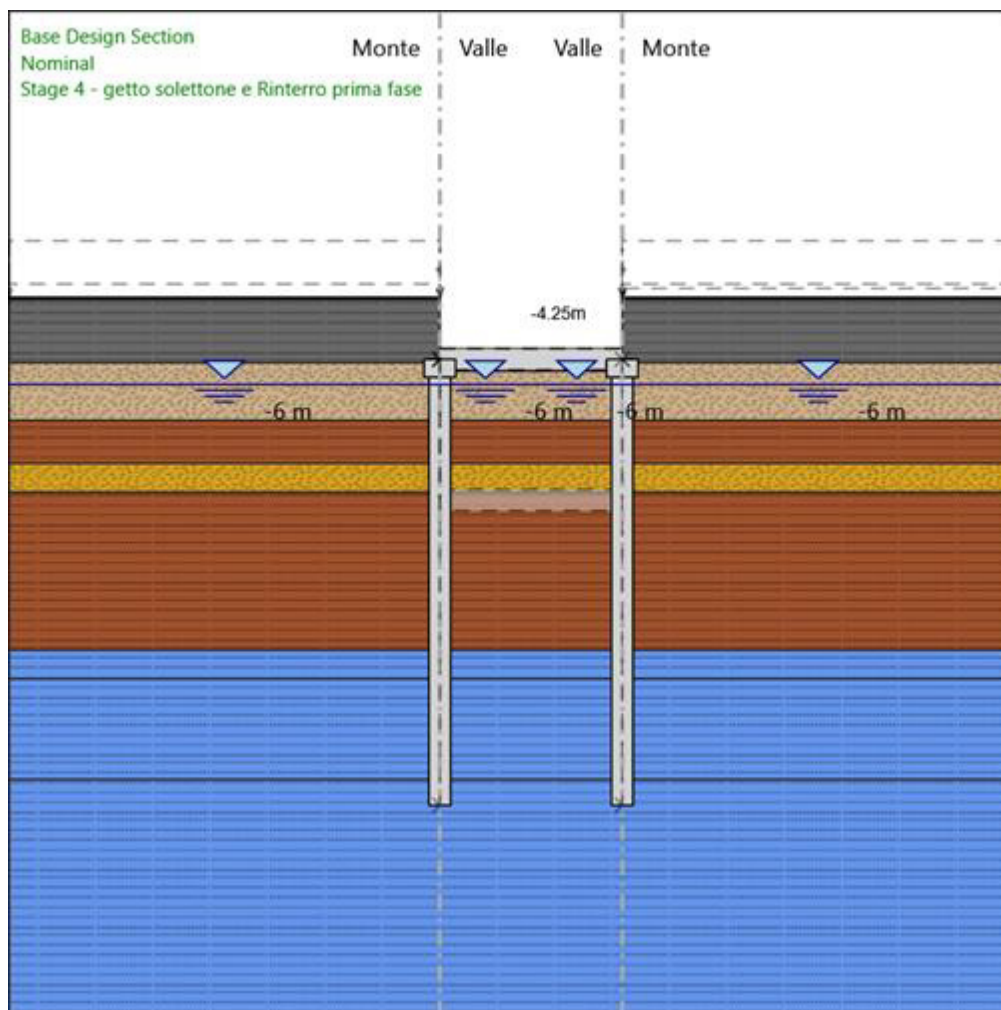 Base Design Section
Nominal
Stage 4 - getto solettone e Rinterro prima fase
Monte Valle Valle Monte
-4.25m
-6 m -6 m -6 m -6 m